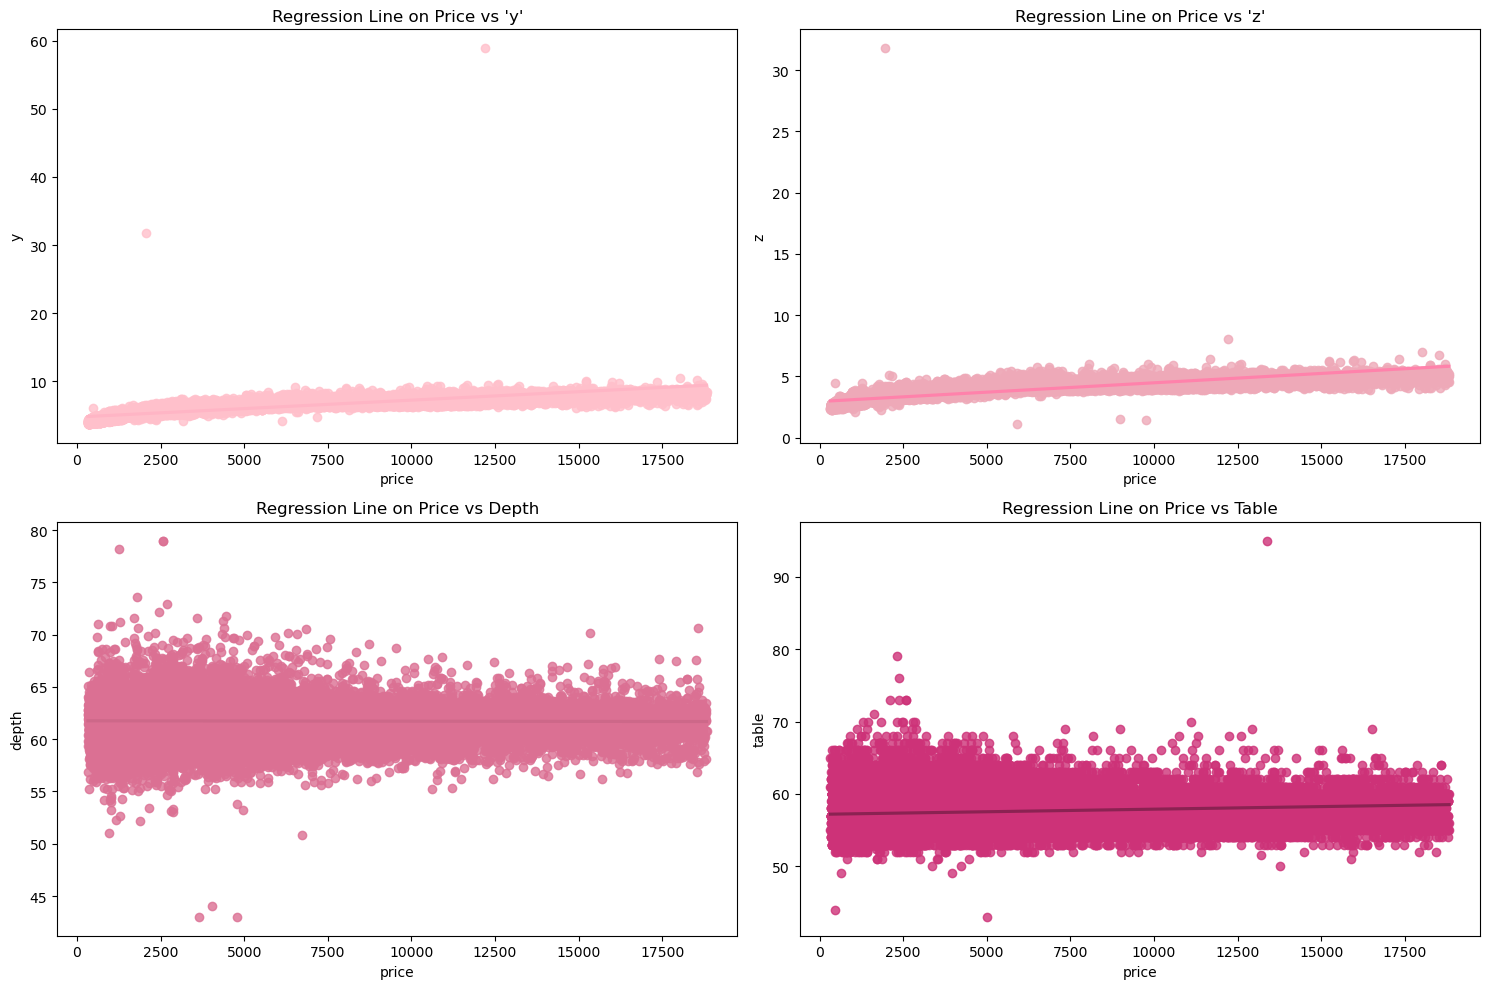 Regression Line on Price vs 'y'
60
50
40
30
20
10
y
0 2500 5000 7500 10000 12500 15000 17500
price
Regression Line on Price vs 'z'
30
25
20
15
10
5
0
z
0 2500 5000 7500 10000 12500 15000 17500
price
Regression Line on Price vs Depth
80
75
70
65
60
55
50
45
depth
0 2500 5000 7500 10000 12500 15000 17500
price
Regression Line on Price vs Table
90
80
70
60
50
table
0 2500 5000 7500 10000 12500 15000 17500
price